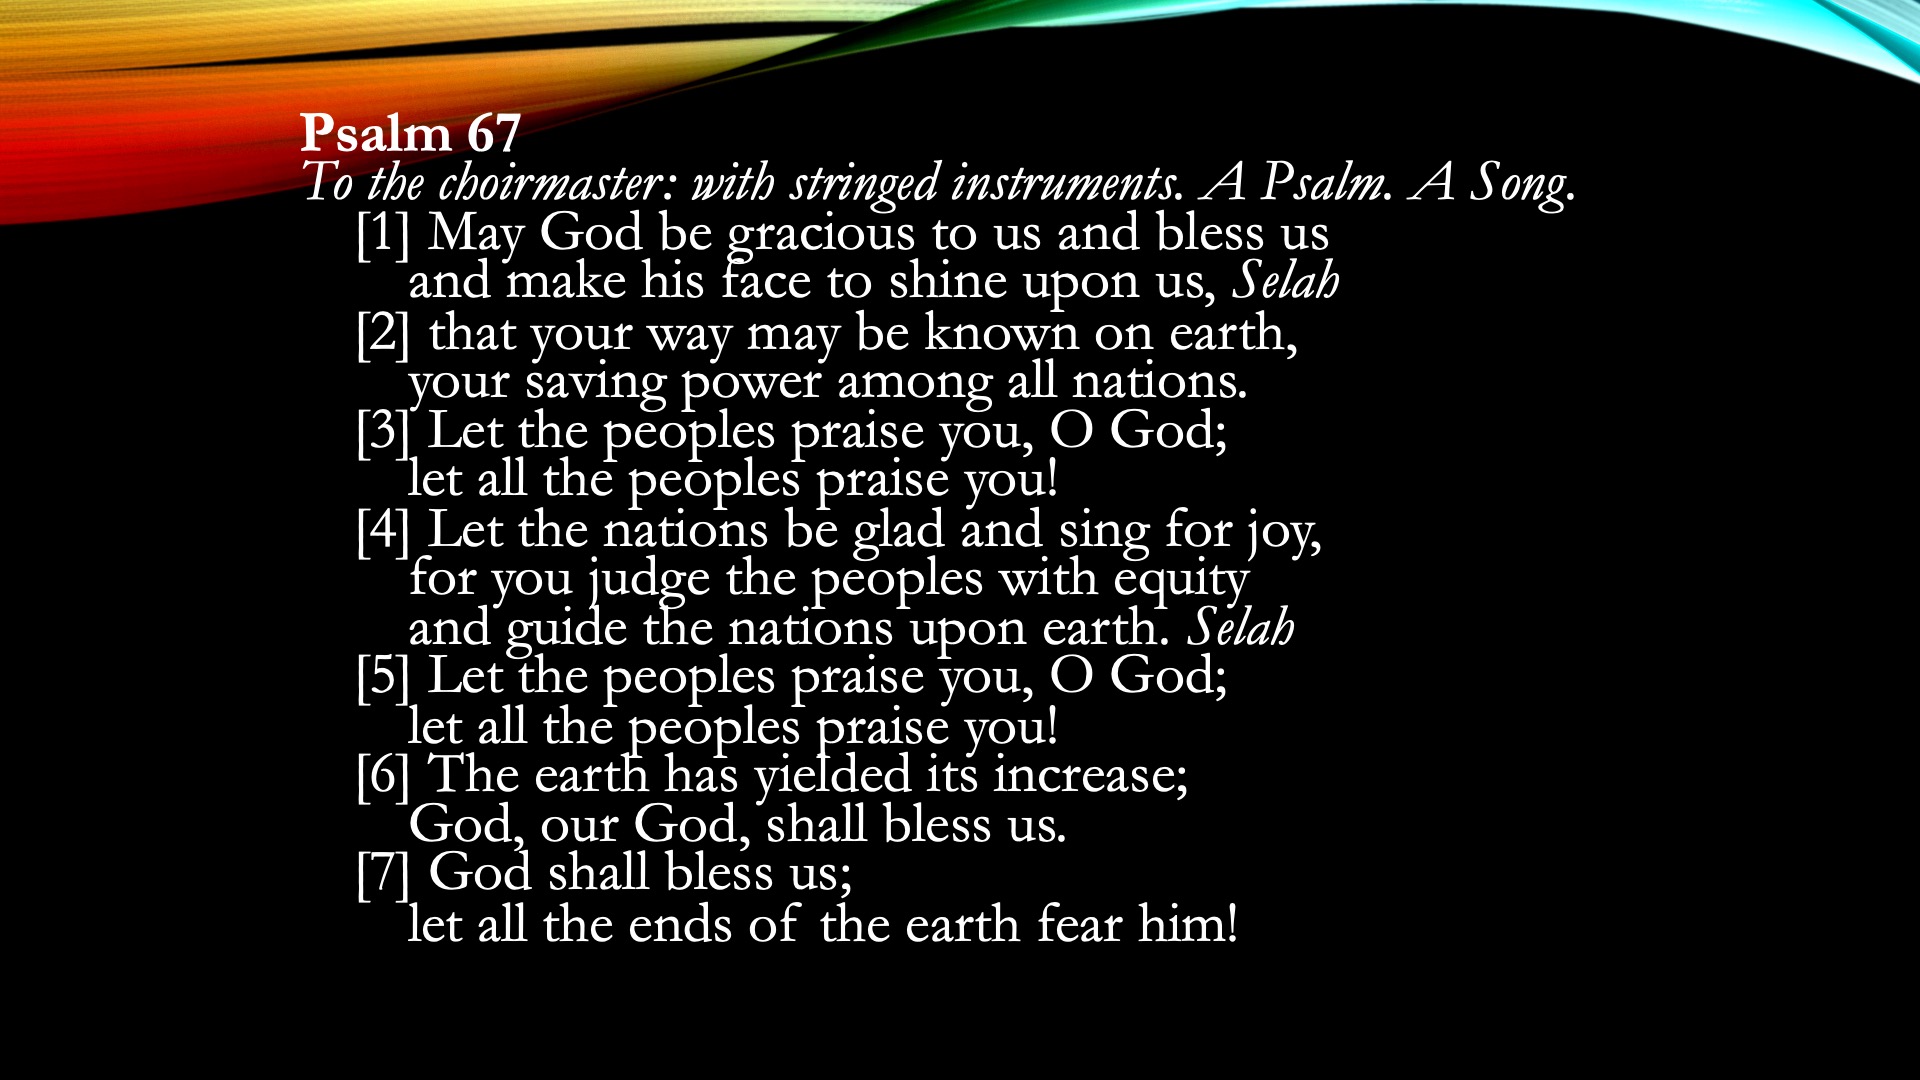 Psalm 67
To the choirmaster: with stringed instruments. A Psalm. A Song.
[1] May God be gracious to us and bless us
and make his face to shine upon us, Selah
[2] that your way may be known on earth,
your saving power among all nations.
[3] Let the peoples praise you, O God;
let all the peoples praise you!
[4] Let the nations be glad and sing for joy,
for you judge the peoples with equity
and guide the nations upon earth. Selah
[5] Let the peoples praise you, O God;
let all the peoples praise you!
[6] The earth has yielded its increase;
God, our God, shall bless us.
[7] God shall bless us;
let all the ends of the earth fear him!